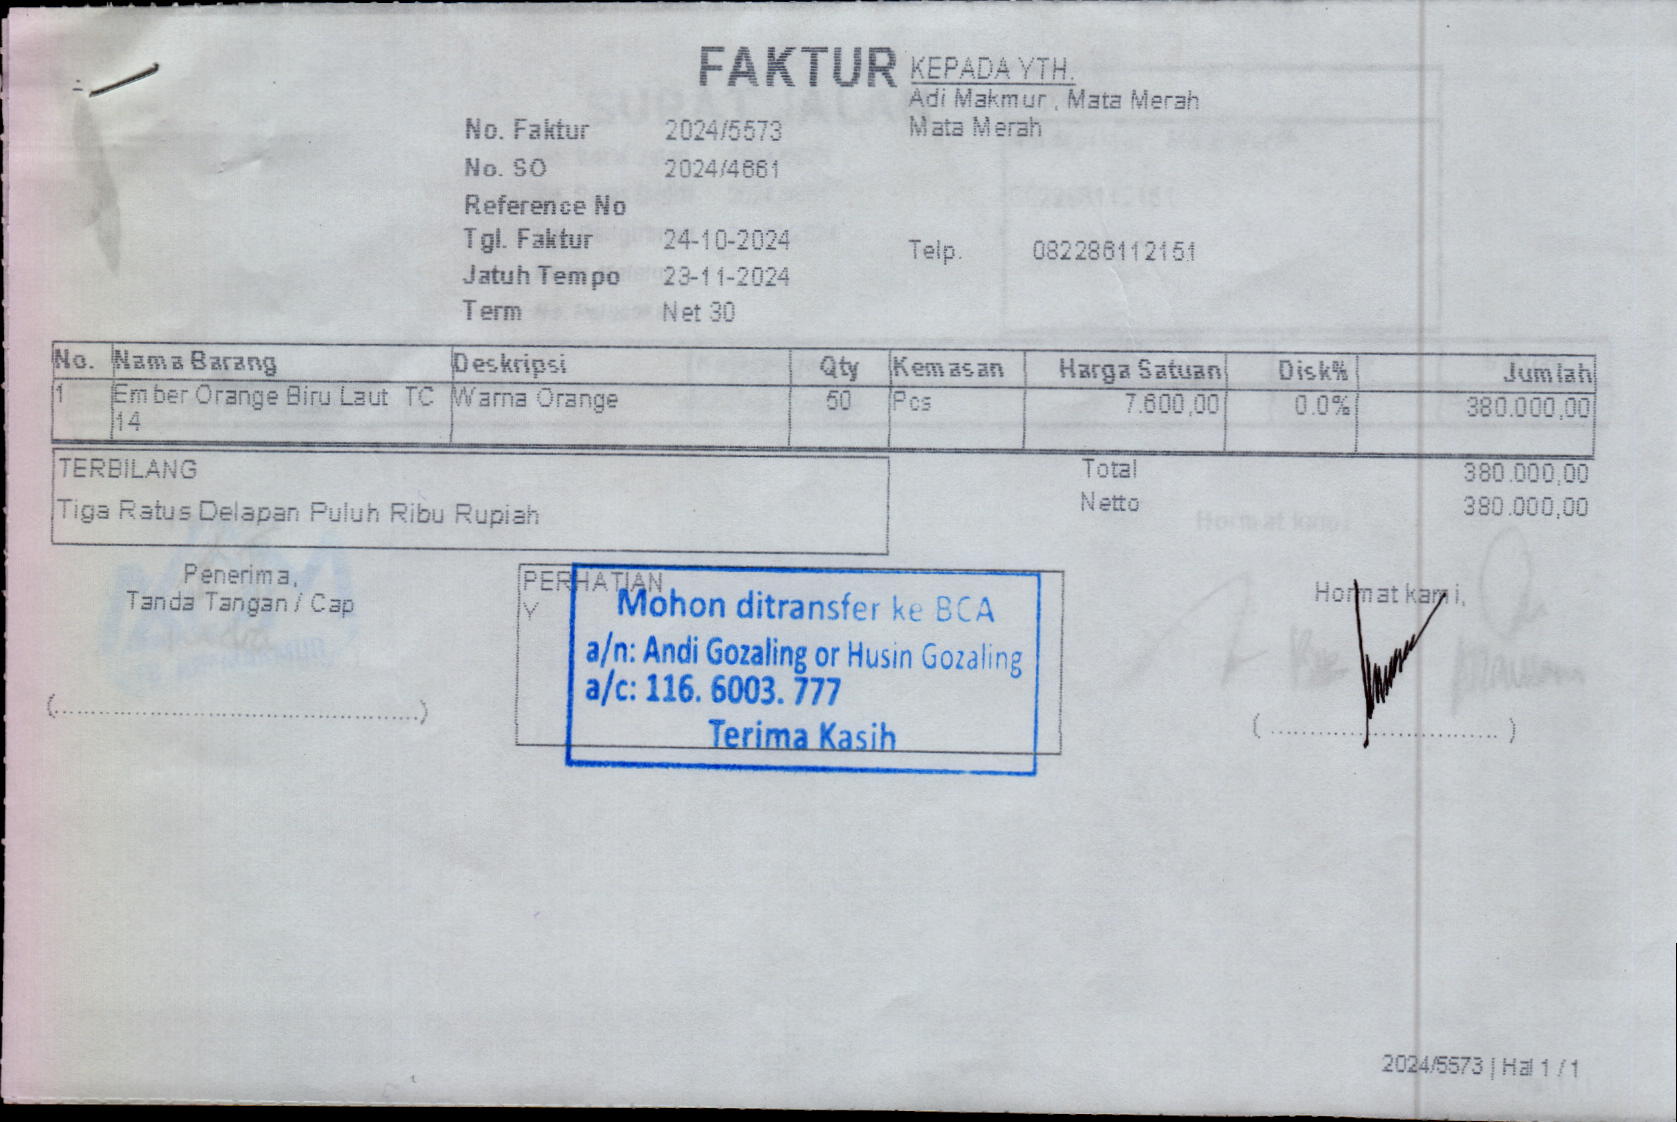 FAKTUR
KEPADA YTH.
Adi Makmur , Mata Merah
Mata Merah
No. Faktur 2024/5573
No. SO 2024/4661
Reference No
Tgl. Faktur 24-10-2024
Telp. 082286112151
Jatuh Tempo 23-11-2024
Term Net 30
No. Nama Barang Deskripsi Qty Kemasan Harga Satuan Disk% Jumlah
1 Ember Orange Biru Laut TC Warna Orange 50 Pcs 7.600,00 0.0% 380.000,00
14
TERBILANG Total 380.000,00
Tiga Ratus Delapan Puluh Ribu Rupiah Netto 380.000,00
Penerima,
Tanda Tangan / Cap
(..........................................................)
PERHATIAN
Y
Mohon ditransfer ke BCA
a/n: Andi Gozaling or Husin Gozaling
a/c: 116. 6003. 777
Terima Kasih
Hormat kami,
( .................................... )
2024/5573 | Hal 1 / 1